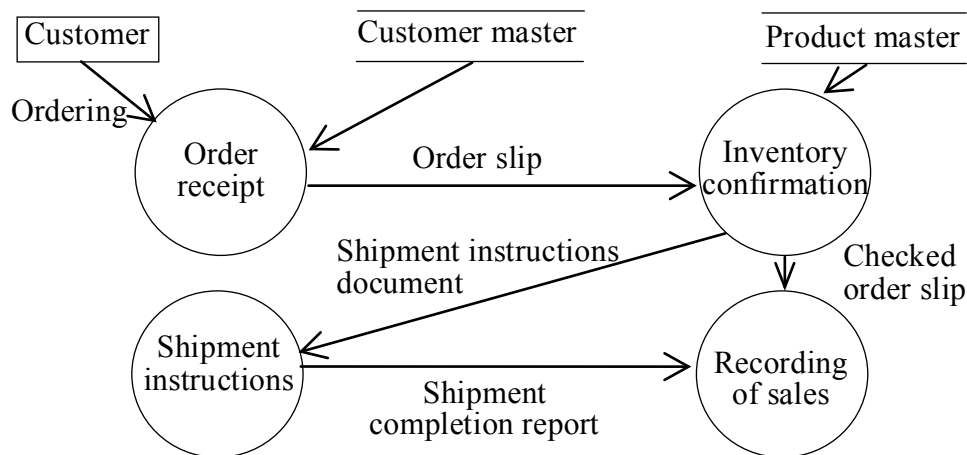 Customer
Customer master
Product master
Ordering
Order
receipt
Order slip
Inventory
confirmation
Shipment instructions
document
Checked
order slip
Shipment
instructions
Shipment
completion report
Recording
of sales